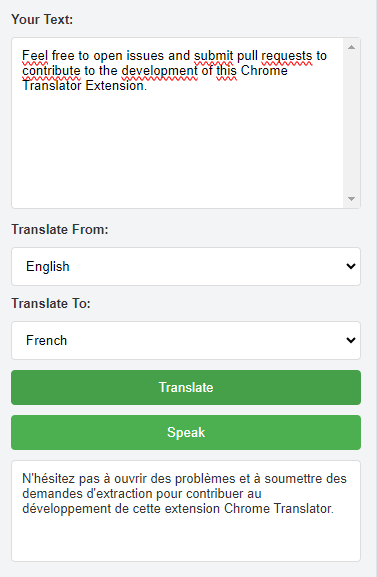 Your Text:
Feel free to open issues and submit pull requests to
contribute to the development of this Chrome
Translator Extension.
Translate From:
English
Translate To:
French
Translate
Speak
N'hésitez pas à ouvrir des problèmes et à soumettre des
demandes d'extraction pour contribuer au
développement de cette extension Chrome Translator.